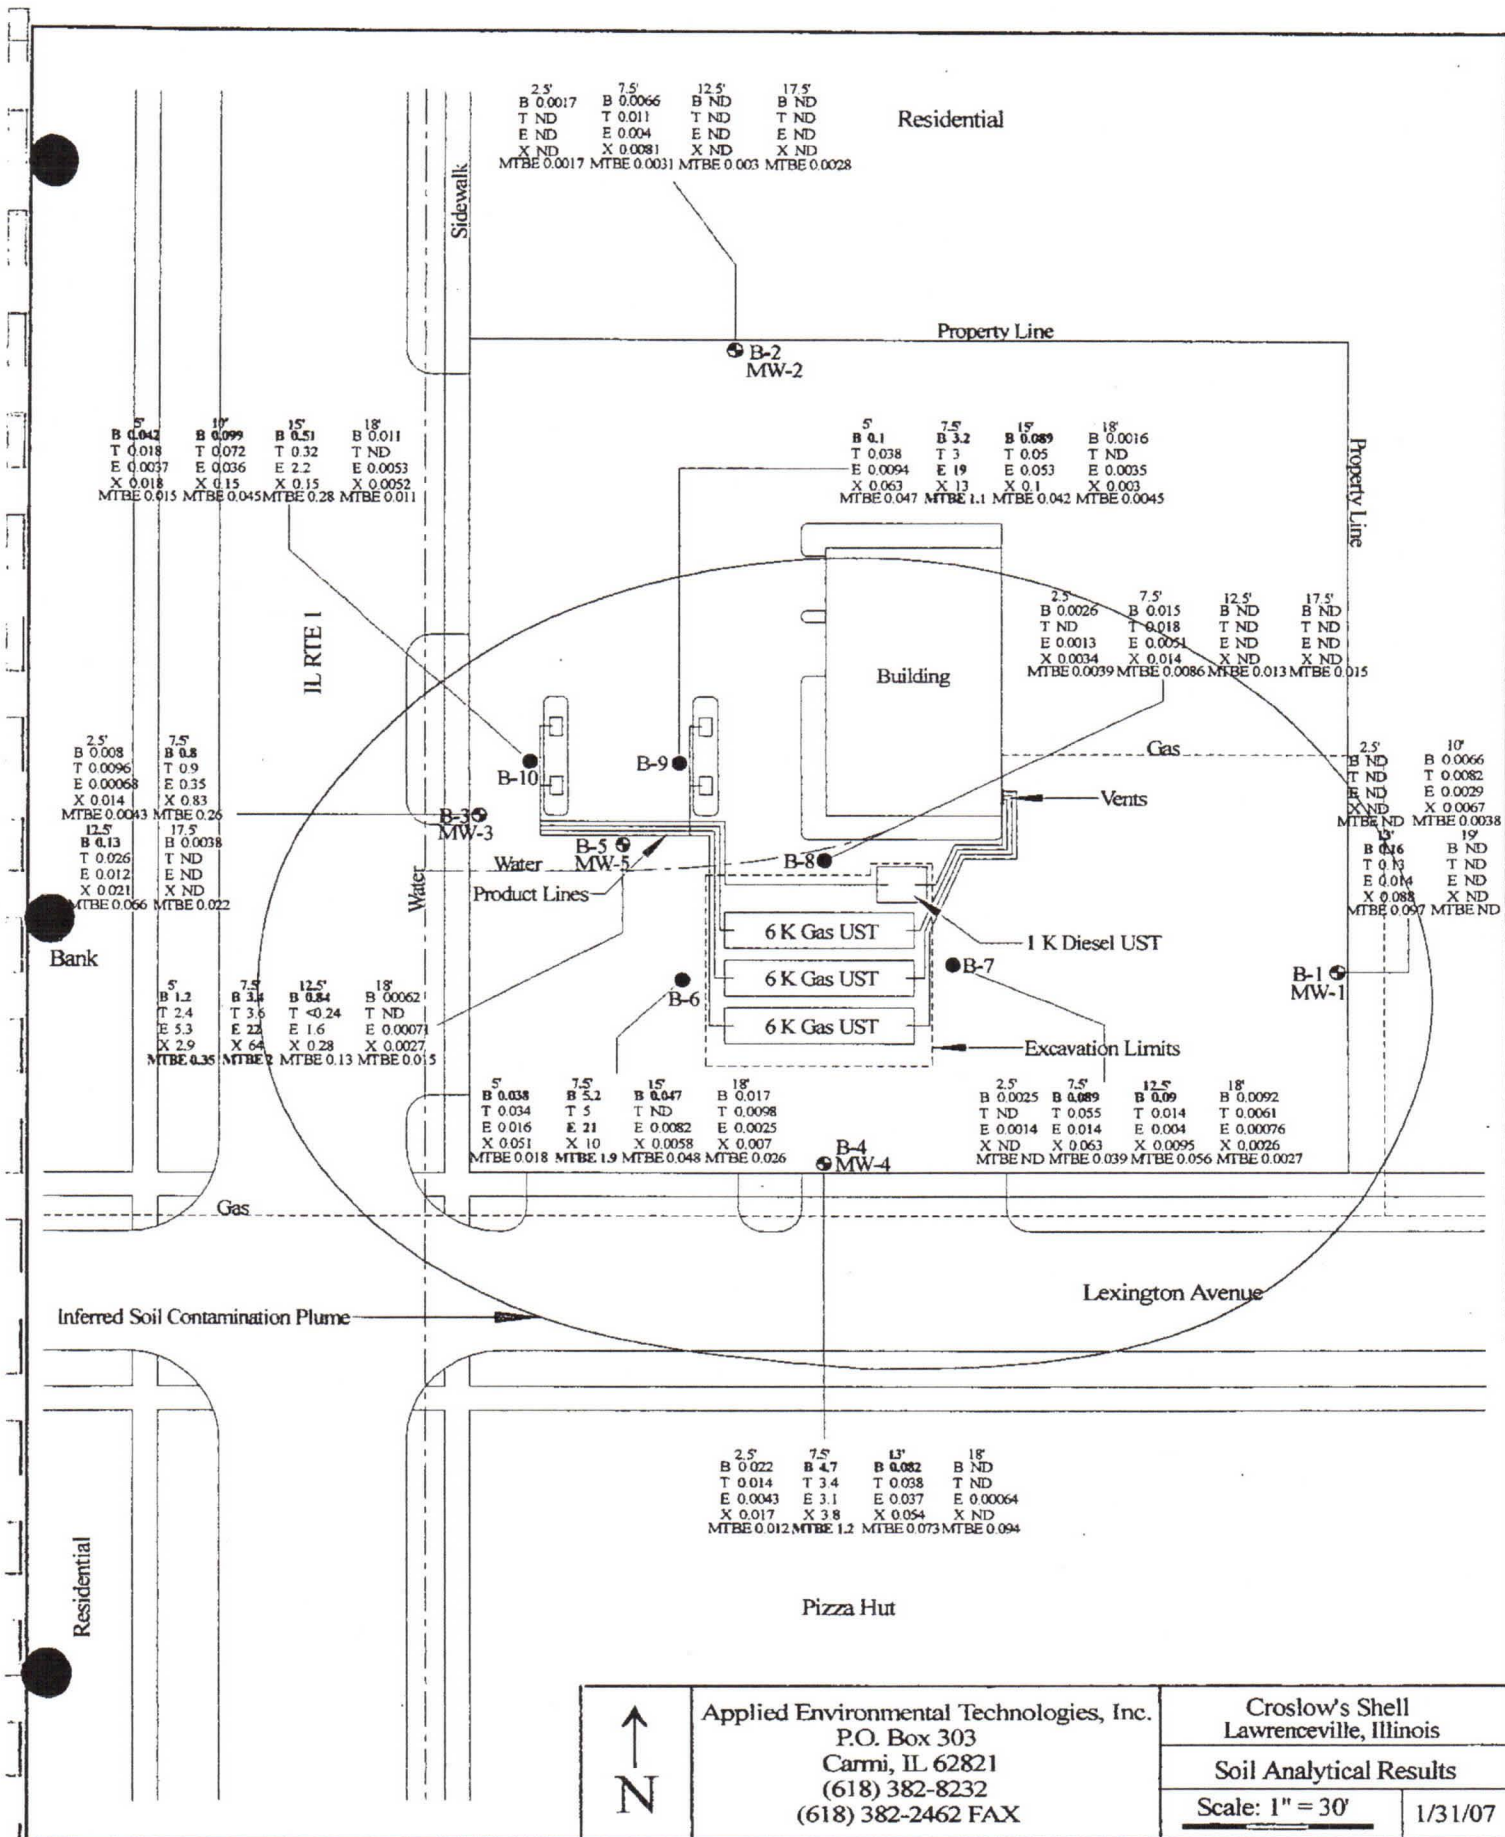 2.5' 7.5' 12.5' 17.5'
B 0.0017 B 0.0066 B ND B ND
T ND T 0.011 T ND T ND
E ND E 0.004 E ND E ND
X ND X 0.0081 X ND X ND
MTBE 0.0017 MTBE 0.0031 MTBE 0.003 MTBE 0.0028
Residential
Sidewalk
Property Line
B-2
MW-2
5' 10' 15' 18'
B 0.042 B 0.099 B 0.51 B 0.011
T 0.018 T 0.072 T 0.32 T ND
E 0.0037 E 0.036 E 2.2 E 0.0053
X 0.018 X 0.15 X 0.15 X 0.0052
MTBE 0.015 MTBE 0.045 MTBE 0.28 MTBE 0.011
5' 7.5' 15' 18'
B 0.1 B 3.2 B 0.089 B 0.0016
T 0.038 T 3 T 0.05 T ND
E 0.0094 E 19 E 0.053 E 0.0035
X 0.063 X 13 X 0.1 X 0.003
MTBE 0.047 MTBE 1.1 MTBE 0.042 MTBE 0.0045
Property Line
IL RTE 1
Building
2.5' 7.5' 12.5' 17.5'
B 0.0026 B 0.015 B ND B ND
T ND T 0.018 T ND T ND
E 0.0013 E 0.0051 E ND E ND
X 0.0034 X 0.014 X ND X ND
MTBE 0.0039 MTBE 0.0086 MTBE 0.013 MTBE 0.015
2.5' 7.5'
B 0.008 B 0.8
T 0.0096 T 0.9
E 0.00068 E 0.35
X 0.014 X 0.83
MTBE 0.0043 MTBE 0.26
12.5' 17.5'
B 0.13 B 0.0038
T 0.026 T ND
E 0.012 E ND
X 0.021 X ND
MTBE 0.066 MTBE 0.022
B-10
B-9
Gas
Vents
2.5' 10'
B ND B 0.0066
T ND T 0.0082
E ND E 0.0029
X ND X 0.0067
MTBE ND MTBE 0.0038
13' 19'
B 0.16 B ND
T 0.13 T ND
E 0.014 E ND
X 0.088 X ND
MTBE 0.097 MTBE ND
B-3
MW-3
B-5
MW-5
B-8
Water
Water
Product Lines
6 K Gas UST
6 K Gas UST
6 K Gas UST
1 K Diesel UST
Bank
B-6
B-7
B-1
MW-1
Excavation Limits
5' 7.5' 12.5' 18'
B 1.2 B 3.4 B 0.84 B 00062
T 2.4 T 3.6 T <0.24 T ND
E 5.3 E 22 E 1.6 E 0.00071
X 2.9 X 64 X 0.28 X 0.0027
MTBE 0.35 MTBE 2 MTBE 0.13 MTBE 0.015
5' 7.5' 15' 18'
B 0.038 B 5.2 B 0.047 B 0.017
T 0.034 T 5 T ND T 0.0098
E 0.016 E 21 E 0.0082 E 0.0025
X 0.051 X 10 X 0.0058 X 0.007
MTBE 0.018 MTBE 1.9 MTBE 0.048 MTBE 0.026
2.5' 7.5' 12.5' 18'
B 0.0025 B 0.089 B 0.09 B 0.0092
T ND T 0.055 T 0.014 T 0.0061
E 0.0014 E 0.014 E 0.004 E 0.00076
X ND X 0.063 X 0.0095 X 0.0026
MTBE ND MTBE 0.039 MTBE 0.056 MTBE 0.0027
B-4
MW-4
Gas
Inferred Soil Contamination Plume
Lexington Avenue
2.5' 7.5' 13' 18'
B 0.022 B 4.7 B 0.082 B ND
T 0.014 T 3.4 T 0.038 T ND
E 0.0043 E 3.1 E 0.037 E 0.00064
X 0.017 X 3.8 X 0.054 X ND
MTBE 0.012 MTBE 1.2 MTBE 0.073 MTBE 0.094
Residential
Pizza Hut
N
Applied Environmental Technologies, Inc.
P.O. Box 303
Carmi, IL 62821
(618) 382-8232
(618) 382-2462 FAX
Croslow's Shell
Lawrenceville, Illinois
Soil Analytical Results
Scale: 1" = 30'
1/31/07